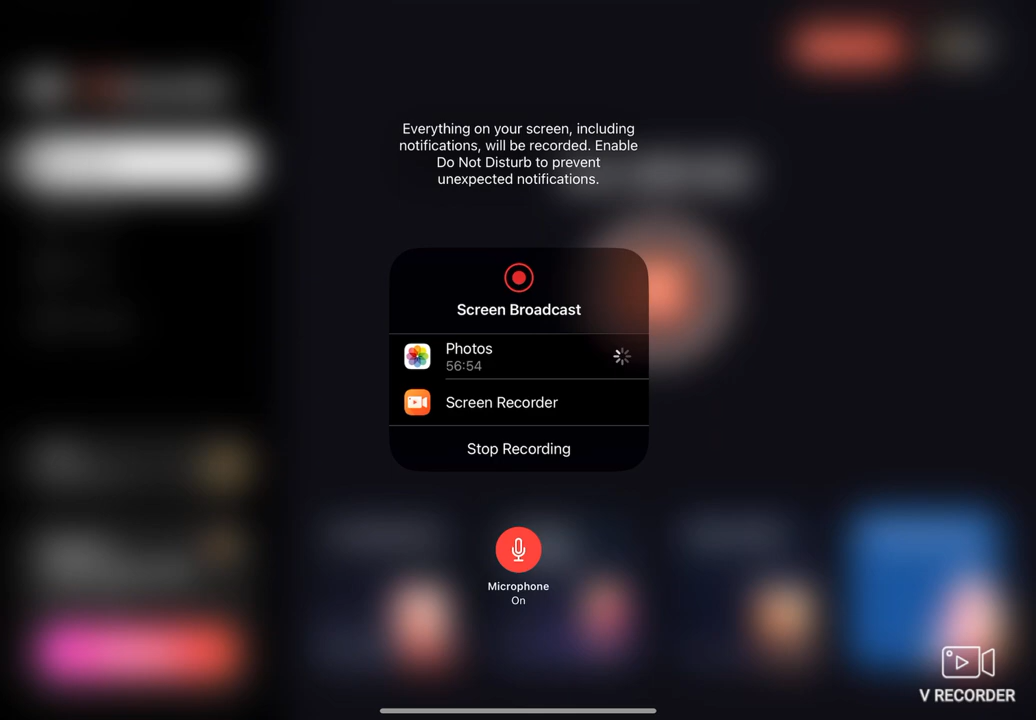 Everything on your screen, including
notifications, will be recorded. Enable
Do Not Disturb to prevent
unexpected notifications.
Screen Broadcast
Photos
56:54
Screen Recorder
Stop Recording
Microphone
On
V RECORDER